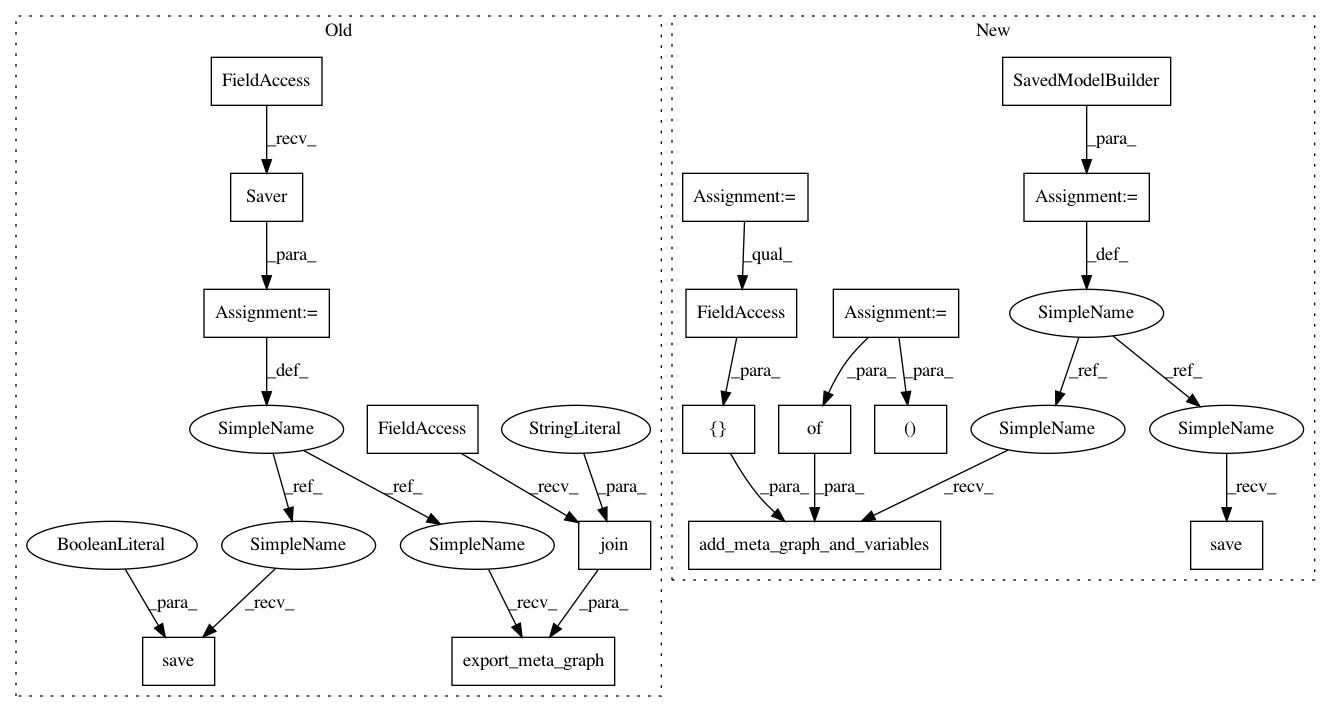 Old
New
FieldAccess
SavedModelBuilder
_recv_
_para_
Saver
Assignment:=
Assignment:=
_para_
_qual_
_def_
Assignment:=
FieldAccess
Assignment:=
SimpleName
_def_
_para_
_para_
_para_
_ref_
_ref_
SimpleName
FieldAccess
StringLiteral
{}
of
()
SimpleName
SimpleName
_ref_
_ref_
_recv_
_para_
_para_
_para_
_recv_
_recv_
BooleanLiteral
SimpleName
SimpleName
join
add_meta_graph_and_variables
save
_para_
_recv_
_recv_
_para_
save
export_meta_graph